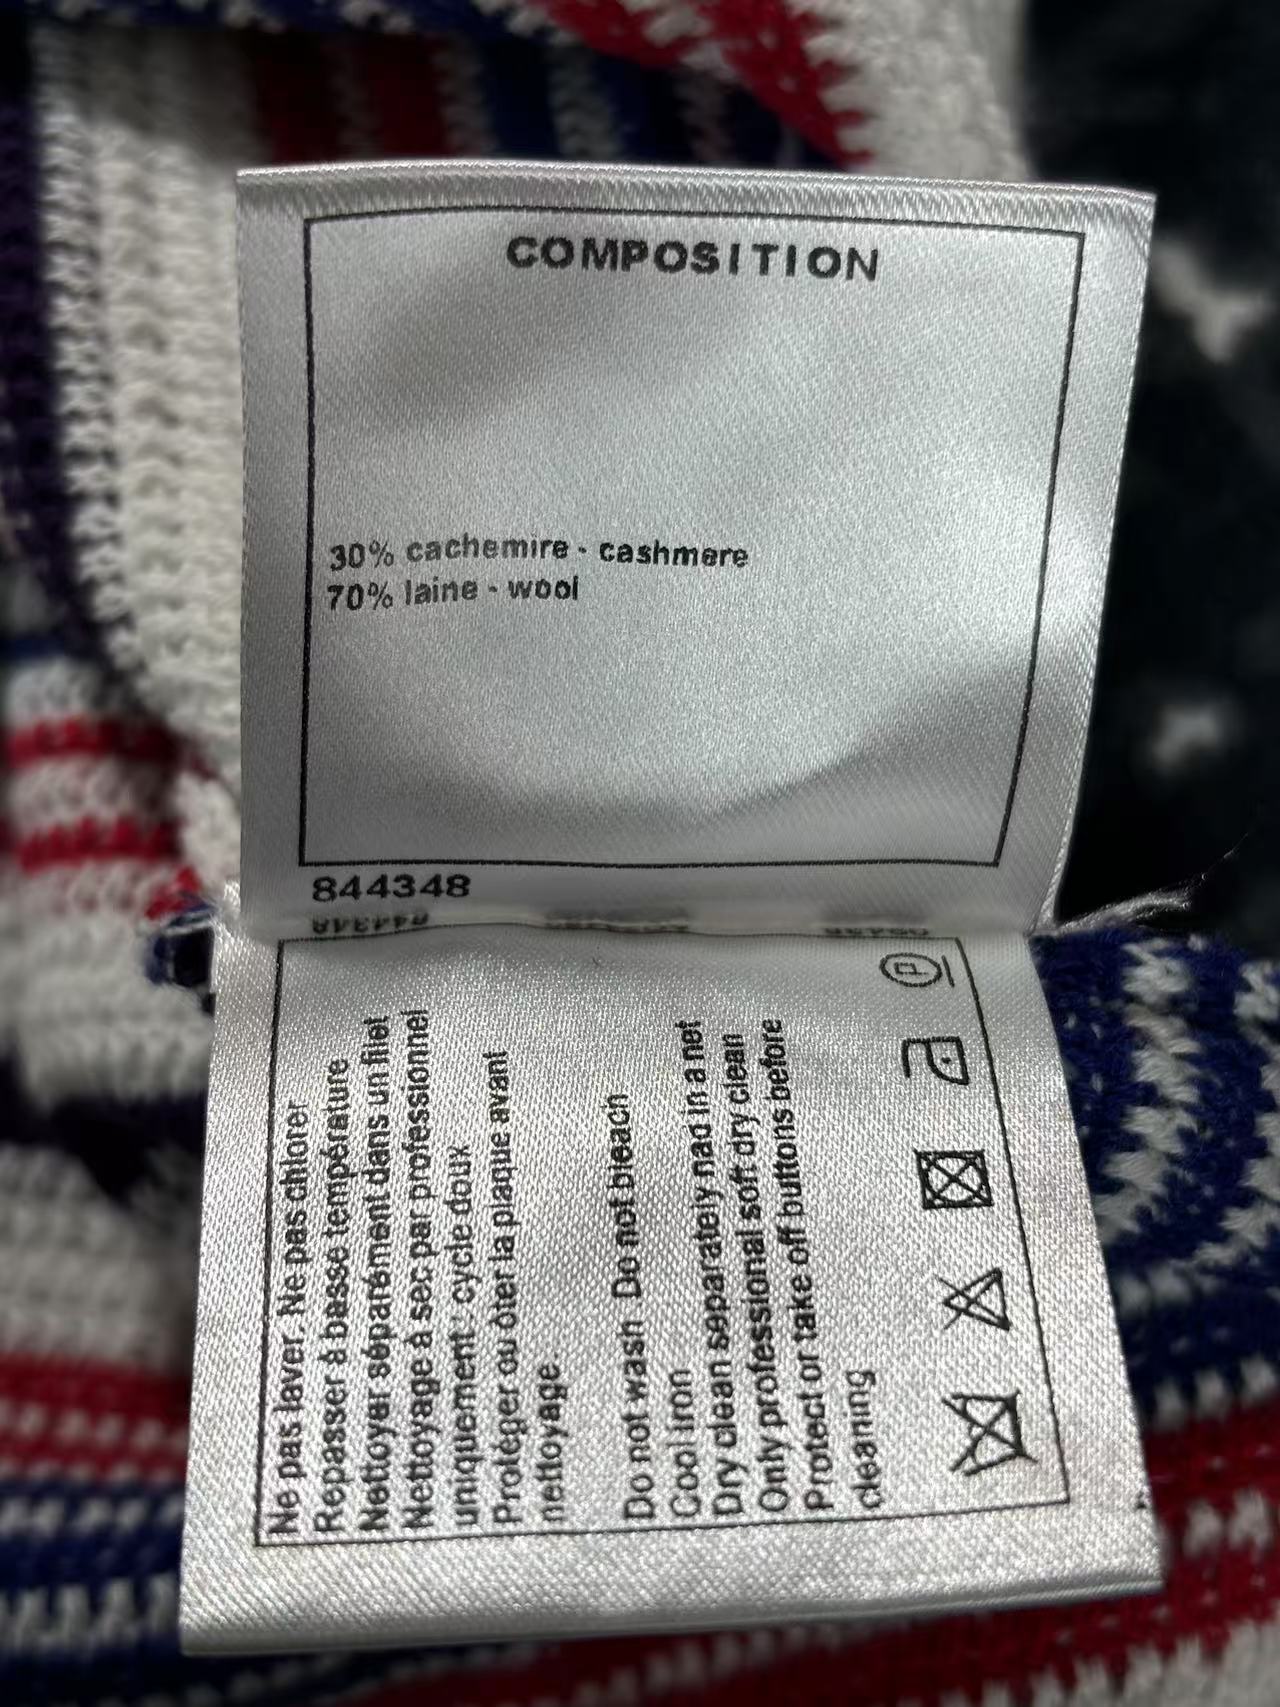 COMPOSITION
30% cachemire - cashmere
70% laine - wool
844348
Ne pas laver. Ne pas chlorer
Repasser à basse température
Nettoyer séparément dans un filet
Nettoyage à sec par professionnel
uniquement : cycle doux
Protéger ou ôter la plaque avant
nettoyage.
Do not wash. Do not bleach
Cool iron
Dry clean separately nad in a net
Only professional soft dry clean
Protect or take off buttons before
cleaning
P